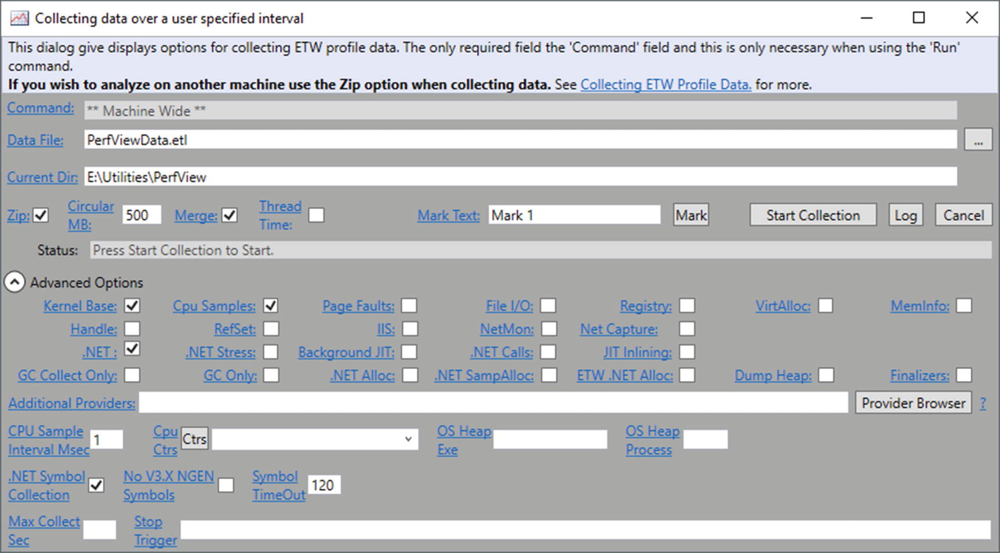 Collecting data over a user specified interval
This dialog give displays options for collecting ETW profile data. The only required field the 'Command' field and this is only necessary when using the 'Run'
command.
If you wish to analyze on another machine use the Zip option when collecting data. See Collecting ETW Profile Data. for more.
Command: ** Machine Wide **
Data File: PerfViewData.etl ...
Current Dir: E:\Utilities\PerfView
Zip: Circular MB: 500 Merge: Thread Time: Mark Text: Mark 1 Mark Start Collection Log Cancel
Status: Press Start Collection to Start.
Advanced Options
Kernel Base: Cpu Samples: Page Faults: File I/O: Registry: VirtAlloc: MemInfo:
Handle: RefSet: IIS: NetMon: Net Capture:
.NET : .NET Stress: Background JIT: .NET Calls: JIT Inlining:
GC Collect Only: GC Only: .NET Alloc: .NET SampAlloc: ETW .NET Alloc: Dump Heap: Finalizers:
Additional Providers: Provider Browser ?
CPU Sample Interval Msec 1 Cpu Ctrs Ctrs OS Heap Exe OS Heap Process
.NET Symbol Collection No V3.X NGEN Symbols Symbol TimeOut 120
Max Collect Sec Stop Trigger